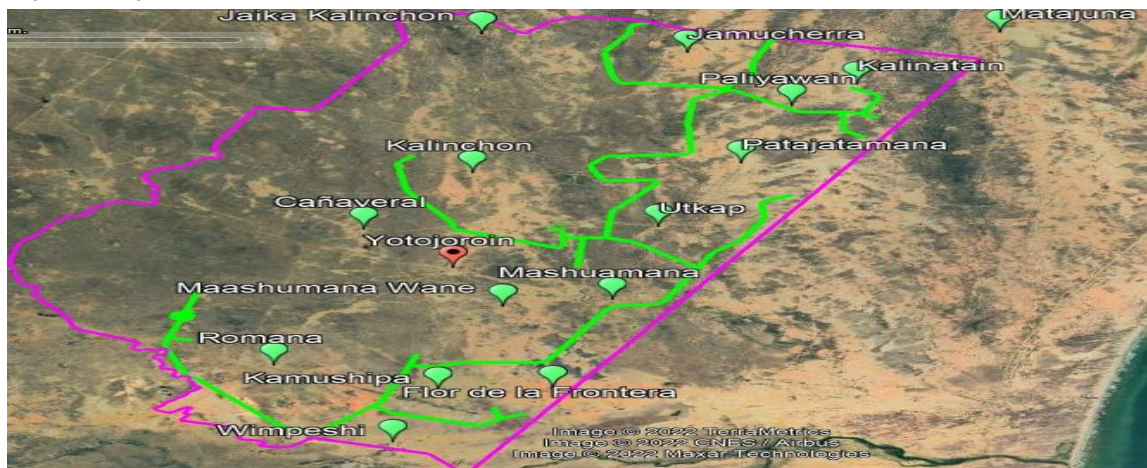 Jaika Kalinchon
Matajuna
m.
Jamucherra
Kalinatain
Paliyawain
Kalinchon
Patajatamana
Cañaveral
Utkap
Yotojoroin
Mashuamana
Maashumana Wane
Romana
Kamushipa
Flor de la Frontera
Wimpeshi
Image © 2022 TerraMetrics
Image © 2022 CNES / Airbus
Image © 2022 Maxar Technologies